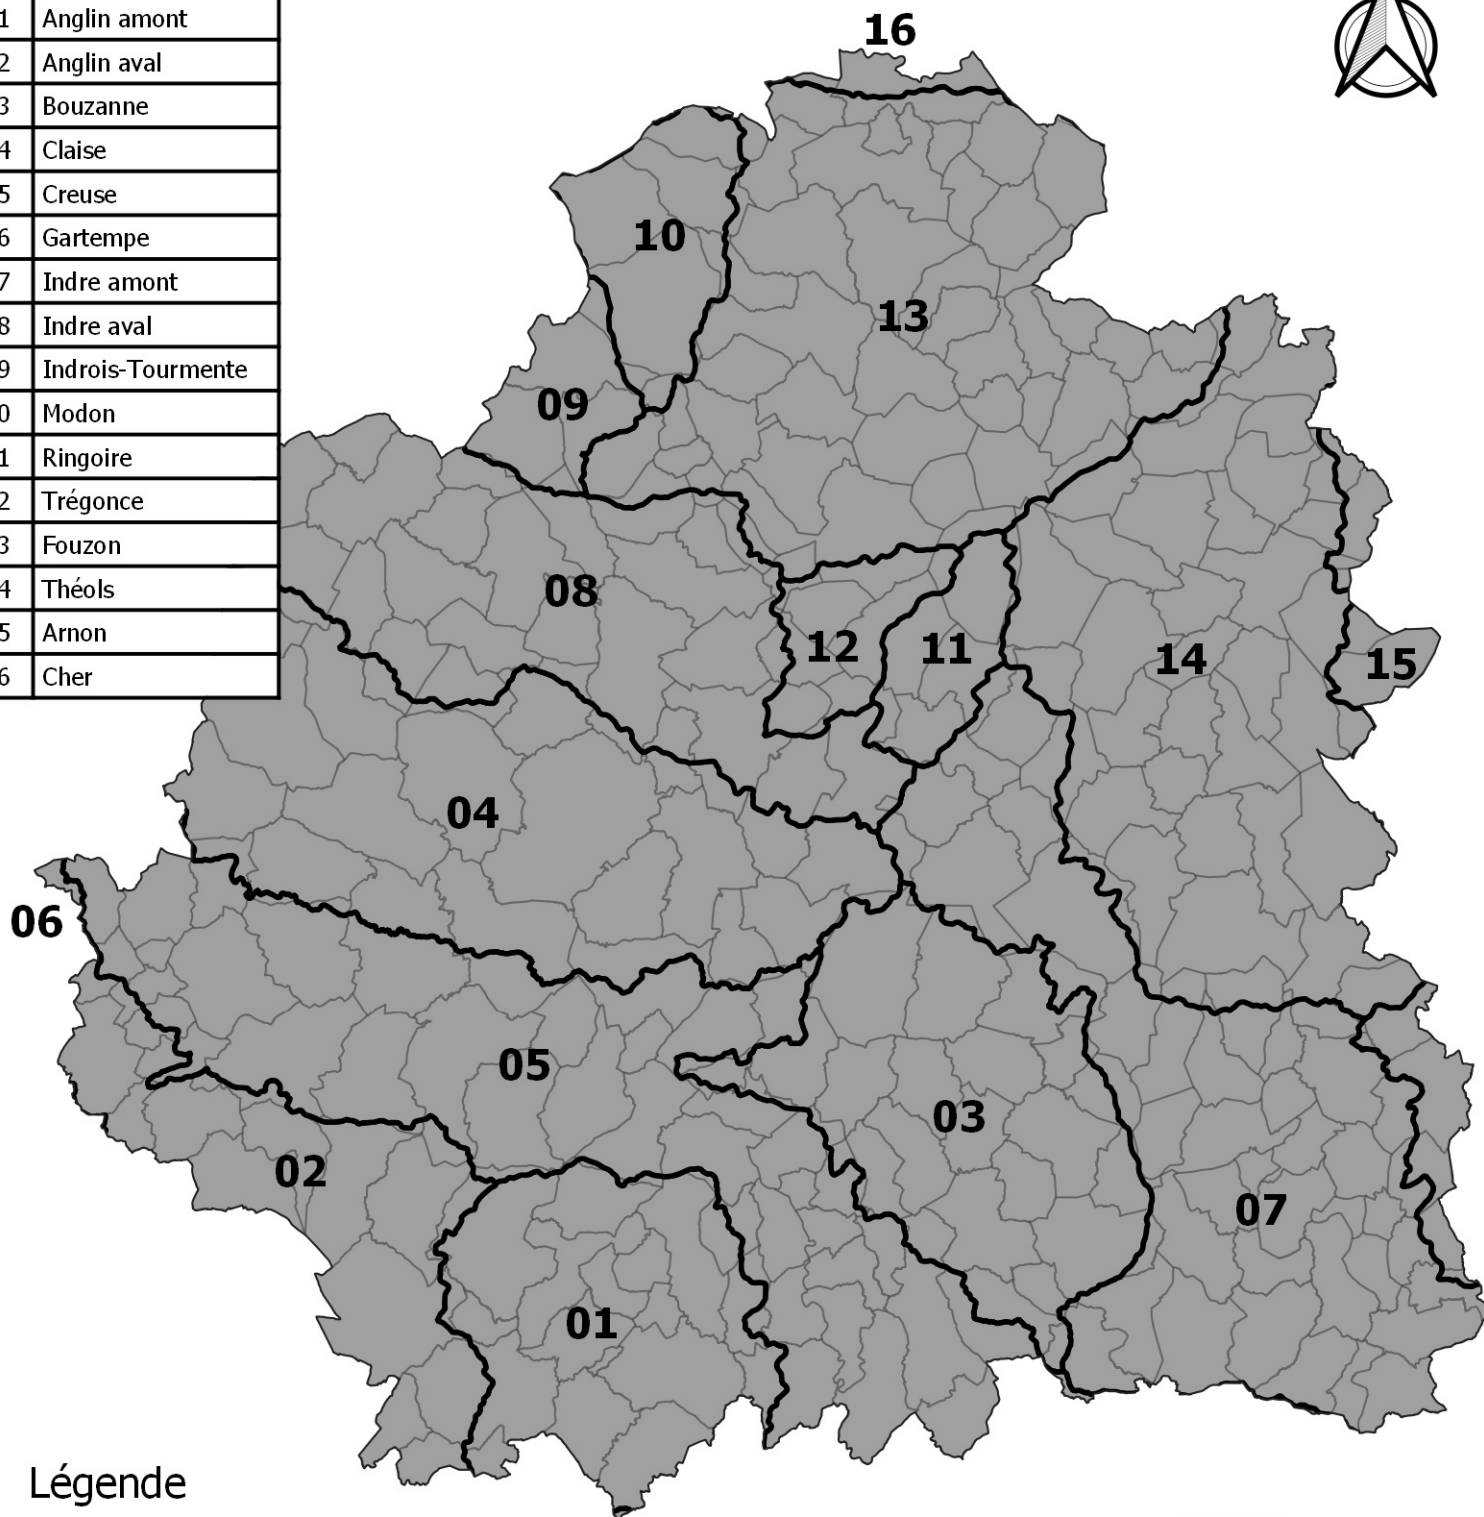 1 Anglin amont
2 Anglin aval
3 Bouzanne
4 Claise
5 Creuse
6 Gartempe
7 Indre amont
8 Indre aval
9 Indrois-Tourmente
0 Modon
1 Ringoire
2 Trégonce
3 Fouzon
4 Théols
5 Arnon
6 Cher
16
10
13
09
08
12
11
14
15
04
06
05
03
02
07
01
Légende